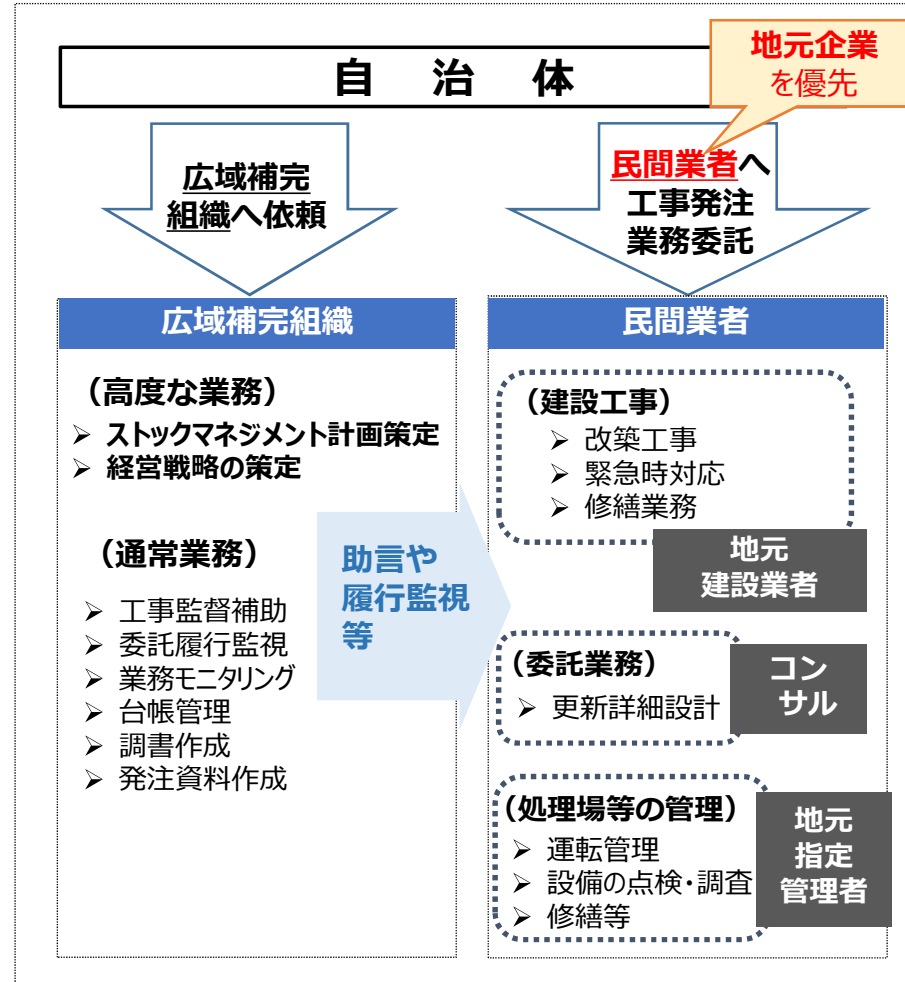 自治体
地元企業
を優先
広域補完
組織へ依頼
民間業者へ
工事発注
業務委託
広域補完組織
（高度な業務）
➢ ストックマネジメント計画策定
➢ 経営戦略の策定
（通常業務）
➢ 工事監督補助
➢ 委託履行監視
➢ 業務モニタリング
➢ 台帳管理
➢ 調書作成
➢ 発注資料作成
助言や
履行監視
等
民間業者
（建設工事）
➢ 改築工事
➢ 緊急時対応
➢ 修繕業務
地元
建設業者
（委託業務）
➢ 更新詳細設計
コン
サル
（処理場等の管理）
➢ 運転管理
➢ 設備の点検・調査
➢ 修繕等
地元
指定
管理者